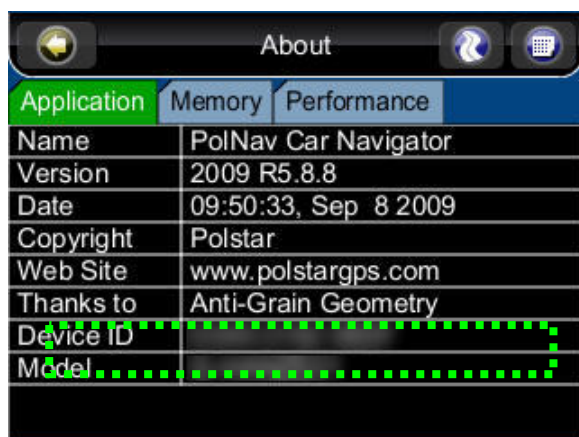 About
Application Memory Performance
Name PolNav Car Navigator
Version 2009 R5.8.8
Date 09:50:33, Sep 8 2009
Copyright Polstar
Web Site www.polstargps.com
Thanks to Anti-Grain Geometry
Device ID
Model